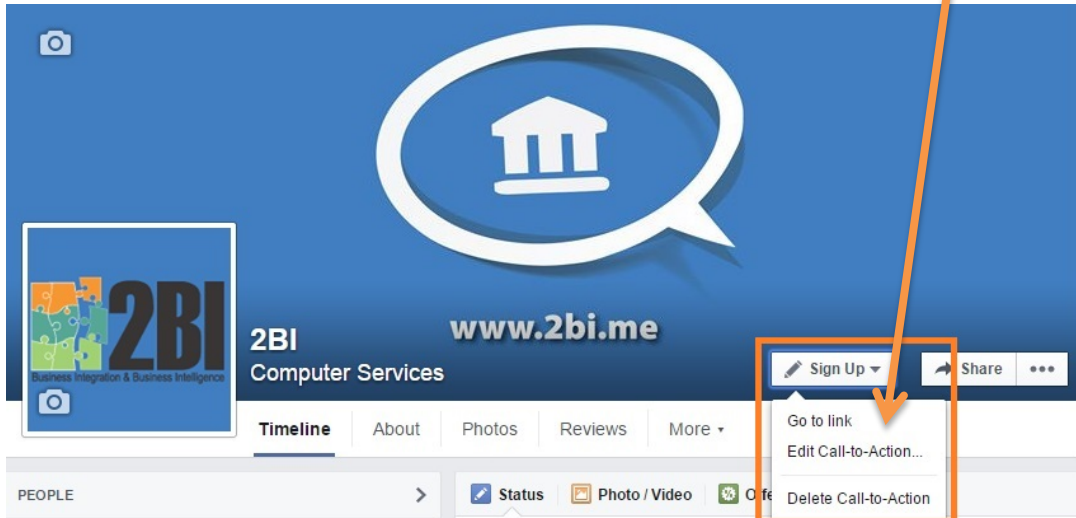 2BI
Business Integration & Business Intelligence
2BI
Computer Services
www.2bi.me
Sign Up
Share
Timeline About Photos Reviews More
Go to link
Edit Call-to-Action...
Delete Call-to-Action
PEOPLE
Status Photo / Video